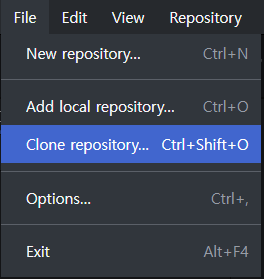 File Edit View Repository
New repository... Ctrl+N
Add local repository... Ctrl+O
Clone repository... Ctrl+Shift+O
Options... Ctrl+,
Exit Alt+F4